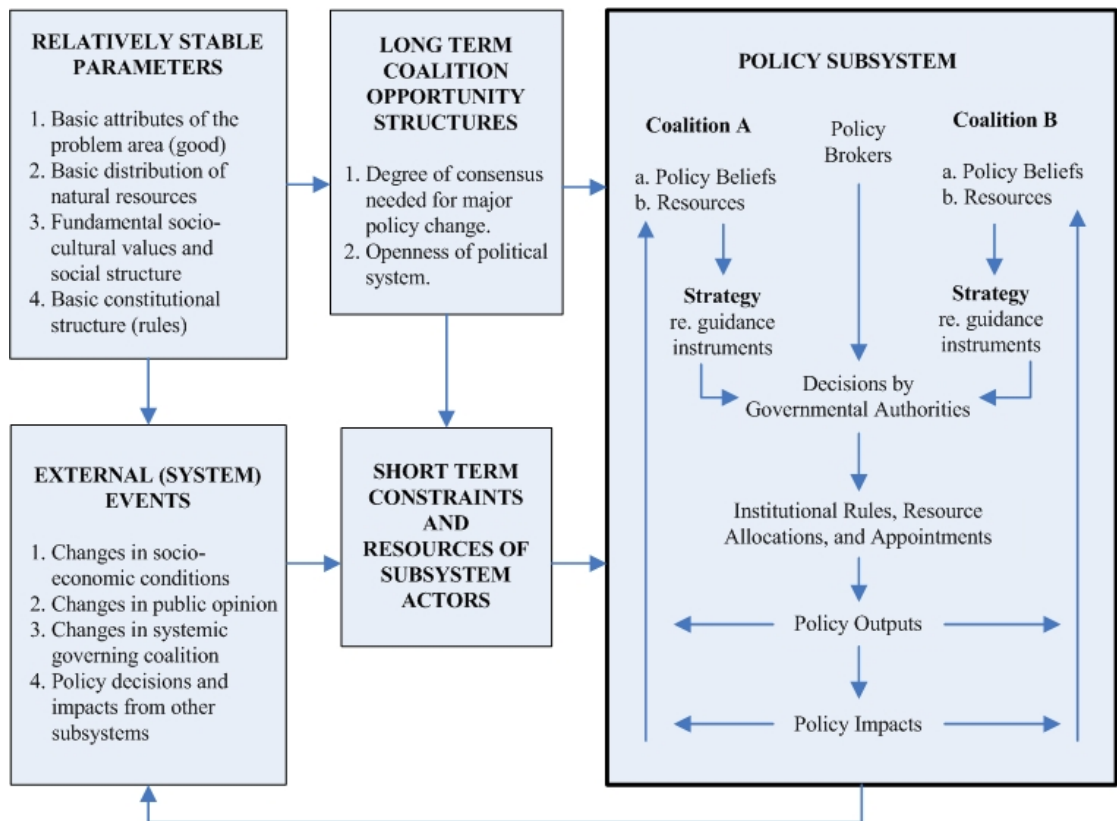 RELATIVELY STABLE
PARAMETERS
1. Basic attributes of the
problem area (good)
2. Basic distribution of
natural resources
3. Fundamental socio-
cultural values and
social structure
4. Basic constitutional
structure (rules)
LONG TERM
COALITION
OPPORTUNITY
STRUCTURES
1. Degree of consensus
needed for major
policy change.
2. Openness of political
system.
EXTERNAL (SYSTEM)
EVENTS
1. Changes in socio-
economic conditions
2. Changes in public opinion
3. Changes in systemic
governing coalition
4. Policy decisions and
impacts from other
subsystems
SHORT TERM
CONSTRAINTS
AND
RESOURCES OF
SUBSYSTEM
ACTORS
POLICY SUBSYSTEM
Coalition A
a. Policy Beliefs
b. Resources
Strategy
re. guidance
instruments
Policy
Brokers
Coalition B
a. Policy Beliefs
b. Resources
Strategy
re. guidance
instruments
Decisions by
Governmental Authorities
Institutional Rules, Resource
Allocations, and Appointments
Policy Outputs
Policy Impacts